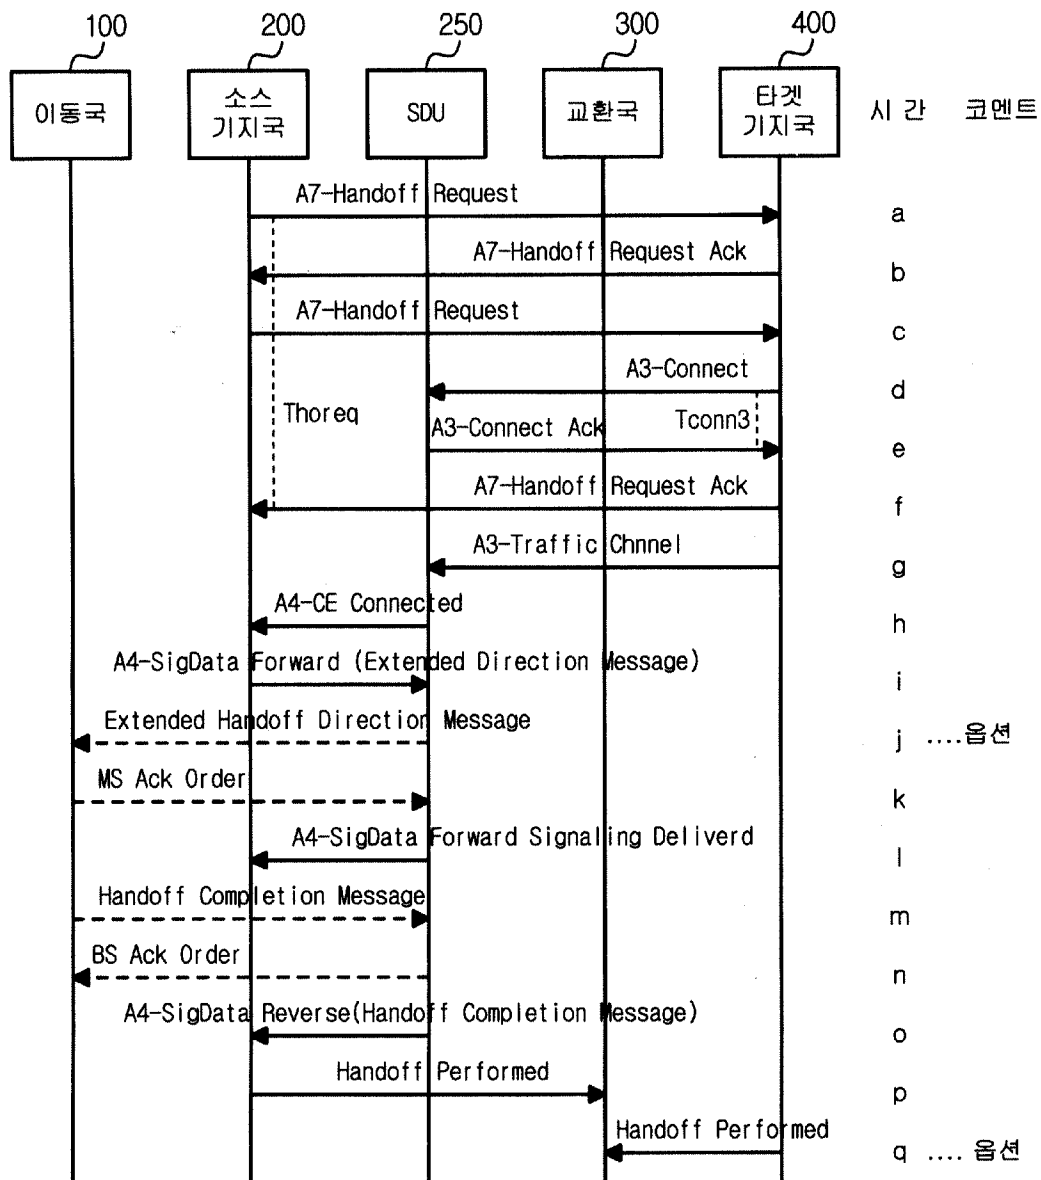 100 200 250 300 400
이동국 소스 기지국 SDU 교환국 타겟 기지국 시 간 코멘트
A7-Handoff Request a
A7-Handoff Request Ack b
A7-Handoff Request c
A3-Connect d
Thoreq Tconn3
A3-Connect Ack e
A7-Handoff Request Ack f
A3-Traffic Chnnel g
A4-CE Connected h
A4-SigData Forward (Extended Direction Message) i
Extended Handoff Direction Message j ....옵션
MS Ack Order k
A4-SigData Forward Signaling Deliverd l
Handoff Completion Message m
BS Ack Order n
A4-SigData Reverse(Handoff Completion Message) o
Handoff Performed p
Handoff Performed q .... 옵션